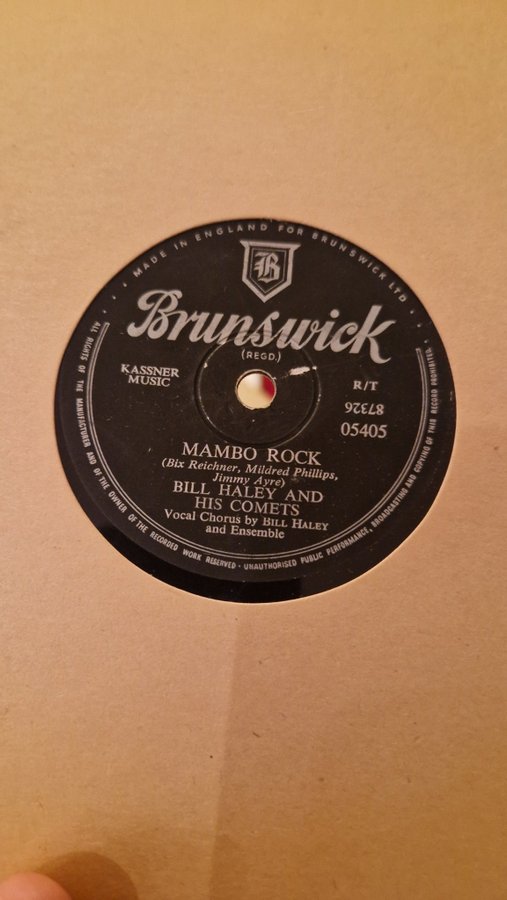 MADE IN ENGLAND FOR BRUNSWICK LTD.
B
Brunswick
(REGD.)
KASSNER
MUSIC
R/T
87326
05405
MAMBO ROCK
(Bix Reichner, Mildred Phillips,
Jimmy Ayre)
BILL HALEY AND
HIS COMETS
Vocal Chorus by BILL HALEY
and Ensemble
ALL RIGHTS OF THE MANUFACTURER AND OF THE OWNER OF THE RECORDED WORK RESERVED · UNAUTHORISED PUBLIC PERFORMANCE, BROADCASTING AND COPYING OF THIS RECORD PROHIBITED.